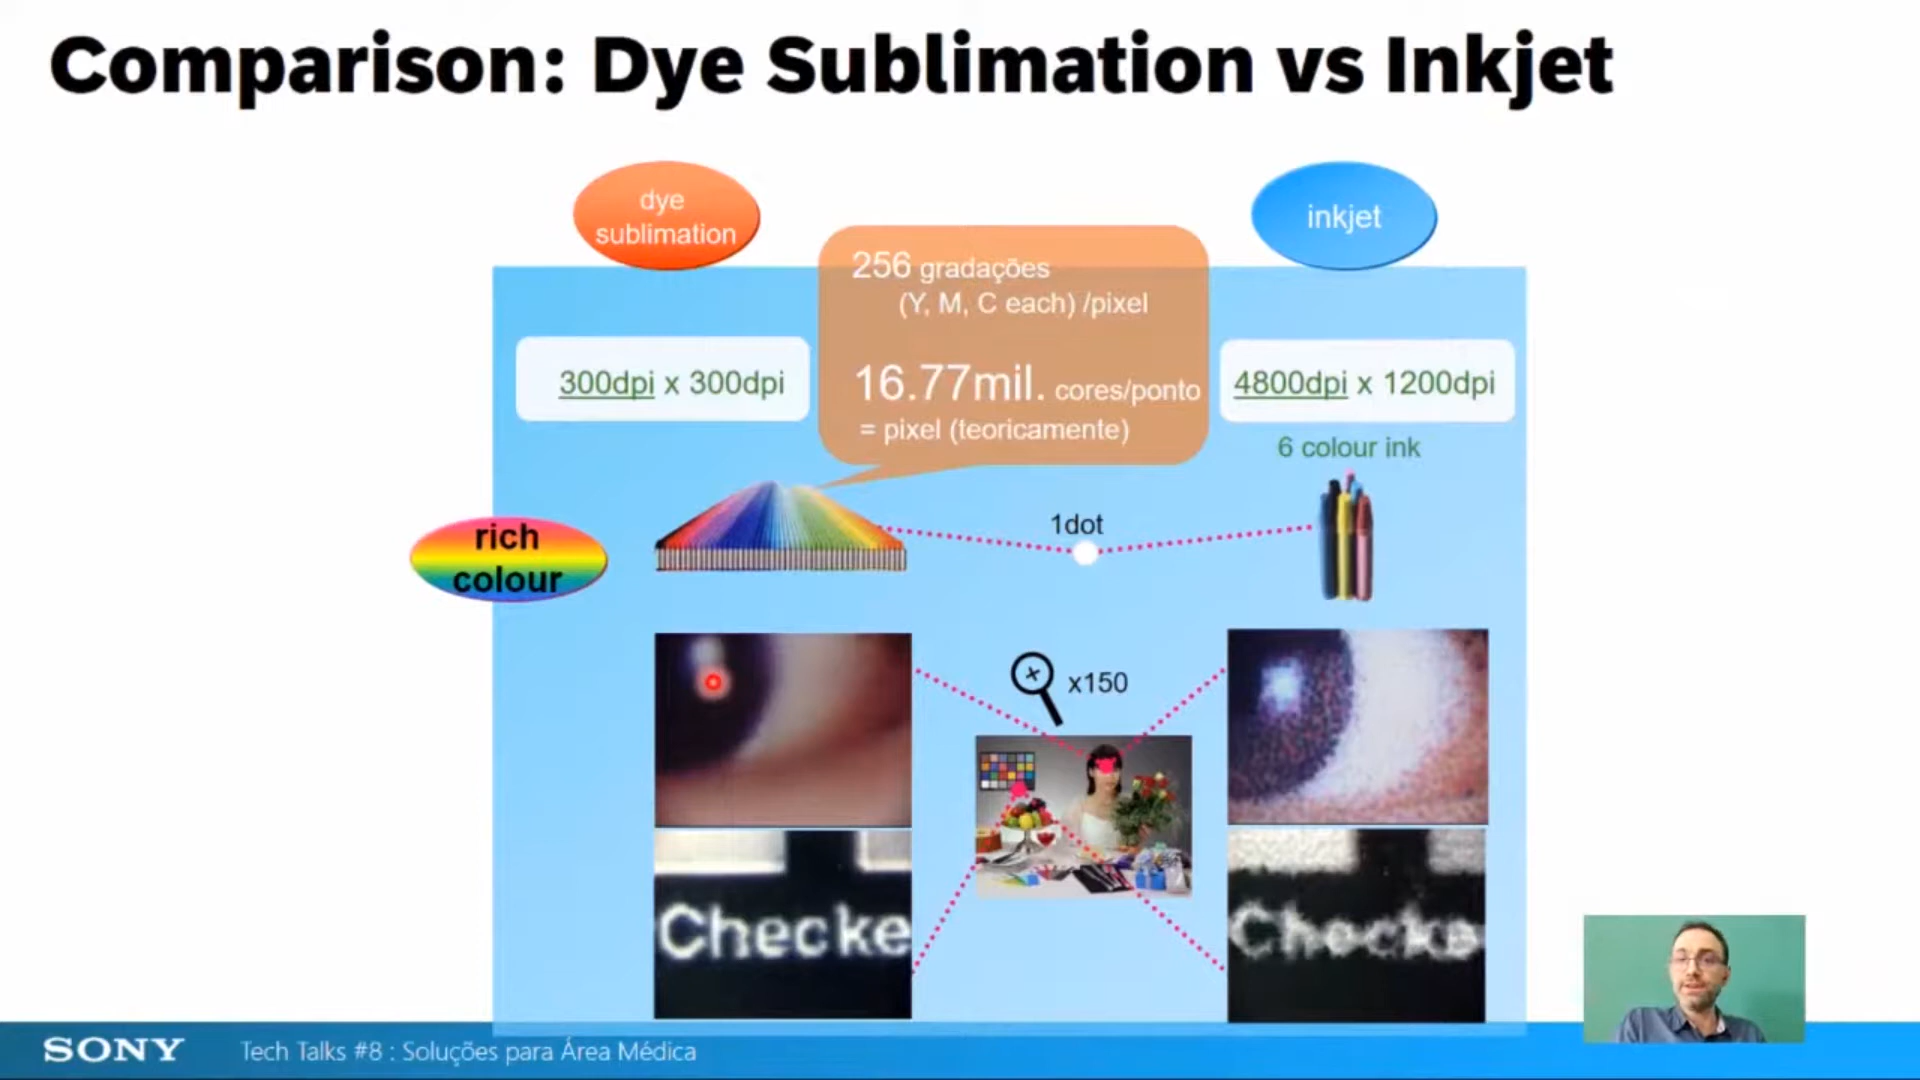 Comparison: Dye Sublimation vs Inkjet
dye
sublimation
inkjet
256 gradações
(Y, M, C each) /pixel
16.77mil. cores/ponto
= pixel (teoricamente)
300dpi x 300dpi
4800dpi x 1200dpi
6 colour ink
rich
colour
1dot
x150
Checke
Checke
SONY
Tech Talks #8 : Soluções para Área Médica